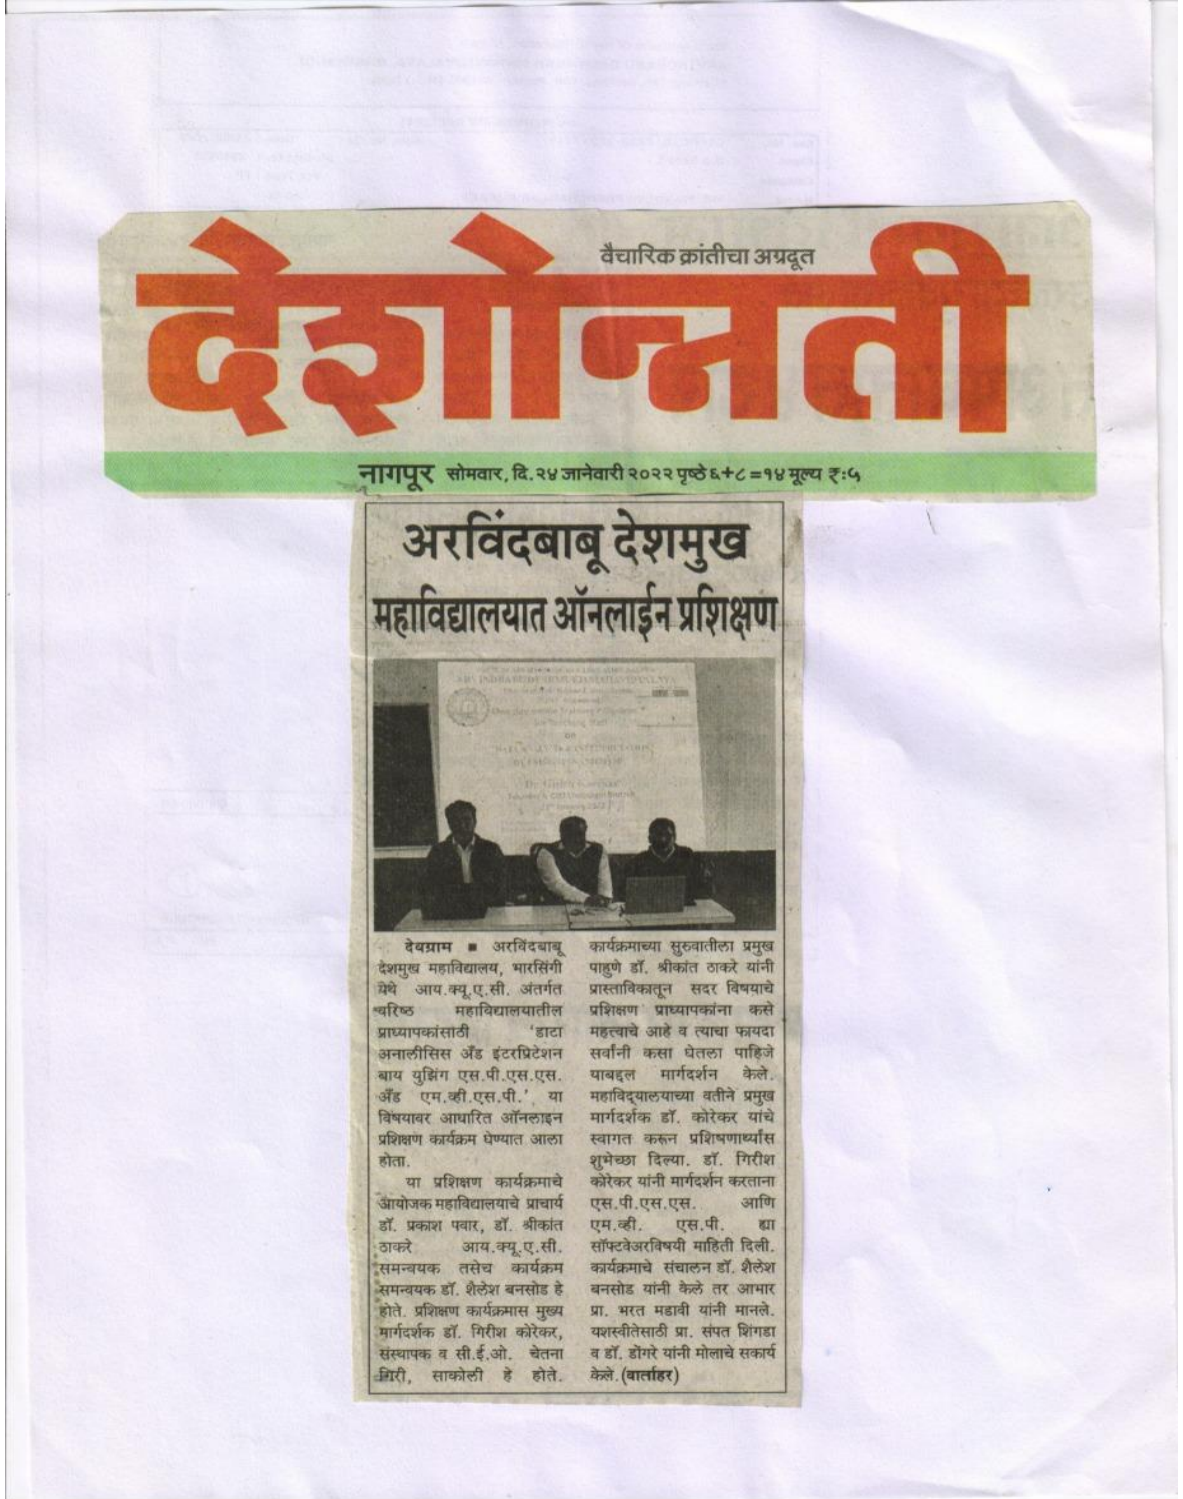 वैचारिक क्रांतीचा अग्रदूत
देशोन्नती
नागपूर सोमवार, दि.२४ जानेवारी २०२२ पृष्ठे ६+८=१४ मूल्य ₹:५
अरविंदबाबू देशमुख
महाविद्यालयात ऑनलाईन प्रशिक्षण
देवग्राम ■ अरविंदबाबू
देशमुख महाविद्यालय, भारसिंगी
येथे आय.क्यू.ए.सी. अंतर्गत
वरिष्ठ महाविद्यालयातील
प्राध्यापकांसाठी 'डाटा
अनालीसिस अँड इंटरप्रिटेशन
बाय युझिंग एस.पी.एस.एस.
अँड एम.व्ही.एस.पी.' या
विषयावर आधारित ऑनलाइन
प्रशिक्षण कार्यक्रम घेण्यात आला
होता.
या प्रशिक्षण कार्यक्रमाचे
आयोजक महाविद्यालयाचे प्राचार्य
डॉ. प्रकाश पवार, डॉ. श्रीकांत
ठाकरे आय.क्यू.ए.सी.
समन्वयक तसेच कार्यक्रम
समन्वयक डॉ. शैलेश बनसोड हे
होते. प्रशिक्षण कार्यक्रमास मुख्य
मार्गदर्शक डॉ. गिरीश कोरेकर,
संस्थापक व सी.ई.ओ. चेतना
गिरी, साकोली हे होते.
कार्यक्रमाच्या सुरुवातीला प्रमुख
पाहुणे डॉ. श्रीकांत ठाकरे यांनी
प्रास्ताविकातून सदर विषयाचे
प्रशिक्षण प्राध्यापकांना कसे
महत्त्वाचे आहे व त्याचा फायदा
सर्वांनी कसा घेतला पाहिजे
याबद्दल मार्गदर्शन केले.
महाविद्यालयाच्या वतीने प्रमुख
मार्गदर्शक डॉ. कोरेकर यांचे
स्वागत करून प्रशिषणार्थ्यांस
शुभेच्छा दिल्या. डॉ. गिरीश
कोरेकर यांनी मार्गदर्शन करताना
एस.पी.एस.एस. आणि
एम.व्ही. एस.पी. ह्या
सॉफ्टवेअरविषयी माहिती दिली.
कार्यक्रमाचे संचालन डॉ. शैलेश
बनसोड यांनी केले तर आभार
प्रा. भरत मडावी यांनी मानले.
यशस्वीतेसाठी प्रा. संपत शिंगडा
व डॉ. डोंगरे यांनी मोलाचे सकार्य
केले. (वार्ताहर)